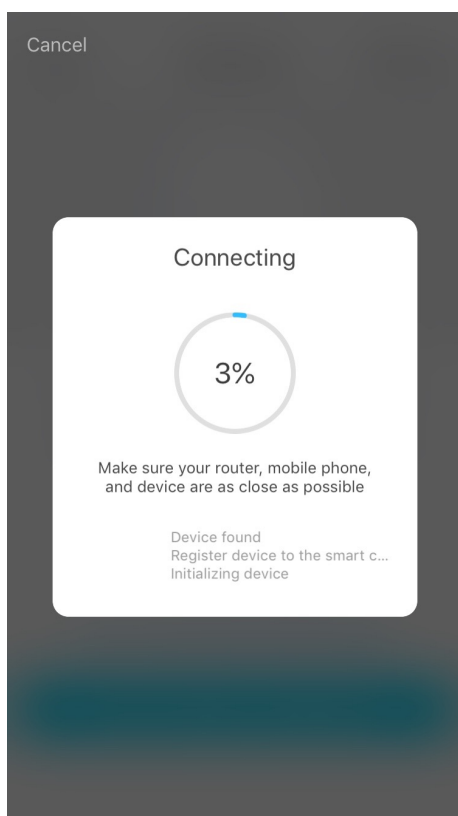 Cancel
Connecting
3%
Make sure your router, mobile phone,
and device are as close as possible
Device found
Register device to the smart c...
Initializing device